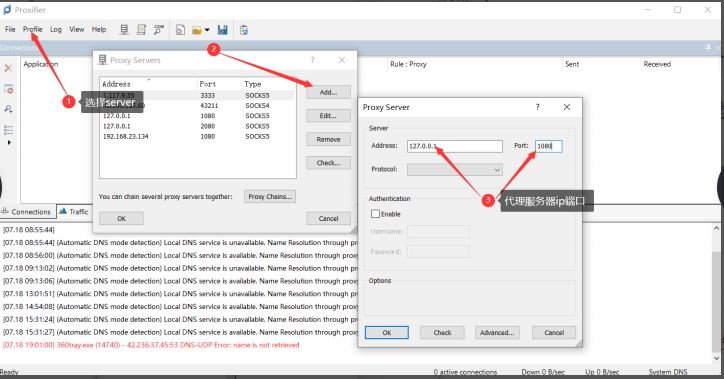 Proxifier
File Profile Log View Help
Connections
Application Rule : Proxy Sent Received
Proxy Servers
Address Port Type
3333 SOCKS5
43211 SOCKS4
127.0.0.1 1080 SOCKS5
127.0.0.1 2080 SOCKS5
192.168.23.134 1080 SOCKS5
Add...
Edit...
Remove
Check...
You can chain several proxy servers together: Proxy Chains...
OK Cancel
1 选择server
2
Proxy Server
Server
Address: 127.0.0.1 Port: 1080
Protocol:
3 代理服务器ip端口
Authentication
Enable
Username:
Password:
Options
OK Check Advanced... Cancel
Connections Traffic
[07.18 08:55:44]
[07.18 08:55:44] (Automatic DNS mode detection) Local DNS service is unavailable. Name Resolution through pro
[07.18 08:56:00] (Automatic DNS mode detection) Local DNS service is available. Name Resolution through prox
[07.18 09:13:02] (Automatic DNS mode detection) Local DNS service is unavailable. Name Resolution through pro
[07.18 09:13:06] (Automatic DNS mode detection) Local DNS service is available. Name Resolution through prox
[07.18 13:01:51] (Automatic DNS mode detection) Local DNS service is unavailable. Name Resolution through pro
[07.18 14:54:08] (Automatic DNS mode detection) Local DNS service is available. Name Resolution through prox
[07.18 15:31:24] (Automatic DNS mode detection) Local DNS service is unavailable. Name Resolution through pro
[07.18 15:31:27] (Automatic DNS mode detection) Local DNS service is available. Name Resolution through prox
[07.18 19:01:00] 360tray.exe (14740) - 42.236.37.45:53 DNS-UDP Error: name is not retrieved
Ready 0 active connections Down 0 B/sec Up 0 B/sec System DNS